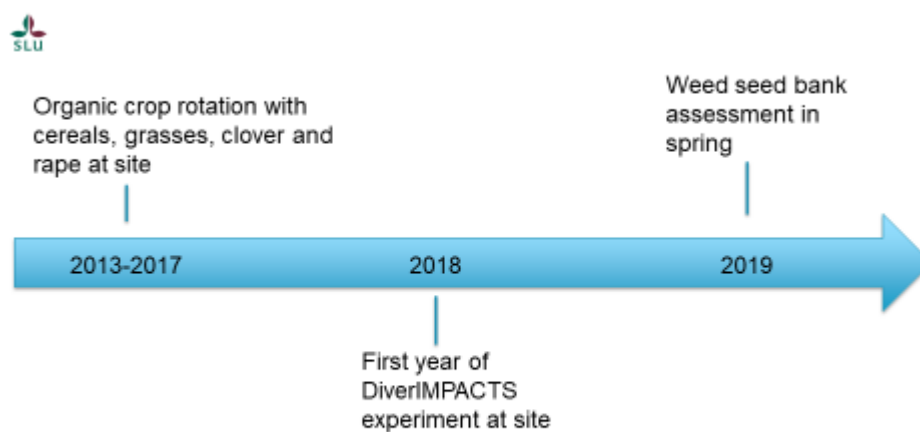 SLU
Organic crop rotation with
cereals, grasses, clover and
rape at site
Weed seed bank
assessment in
spring
2013-2017
2018
2019
First year of
DiverIMPACTS
experiment at site